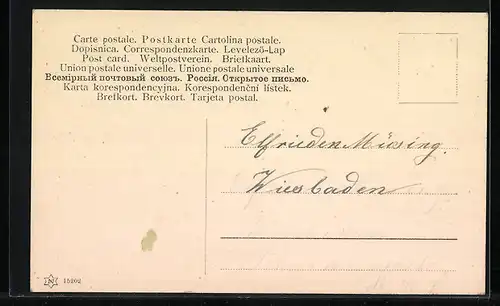 Carte postale. Postkarte Cartolina postale.
Dopisnica. Correspondenzkarte. Levelező-Lap
Post card. Weltpostverein. Briefkaart.
Union postale universelle. Unione postale universale
Всемірный почтовый союзъ. Россія. Открытое письмо.
Karta korespondencyjna. Korespondenční lístek.
Brefkort. Brevkort. Tarjeta postal.
Elfrieden Müsing.
Wiesbaden
N 15202